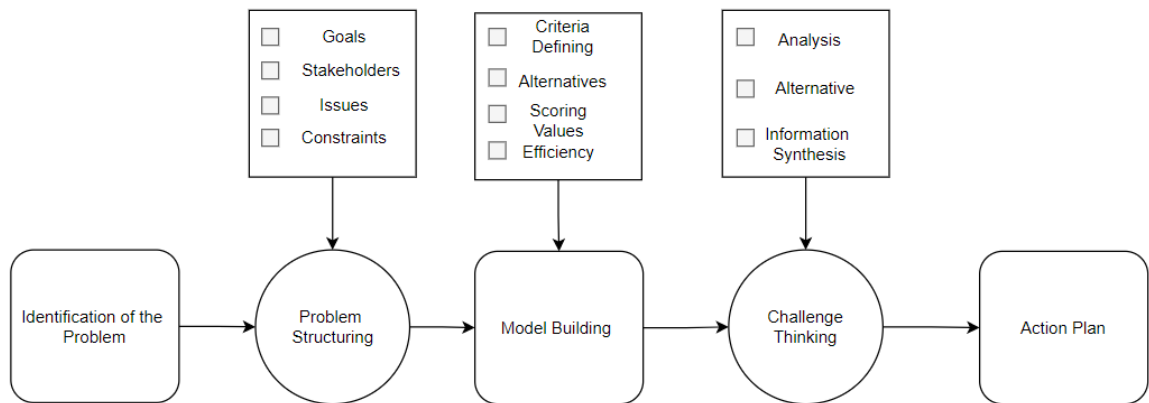 Goals
Stakeholders
Issues
Constraints
Criteria
Defining
Alternatives
Scoring
Values
Efficiency
Analysis
Alternative
Information
Synthesis
Identification of the
Problem
Problem
Structuring
Model Building
Challenge
Thinking
Action Plan